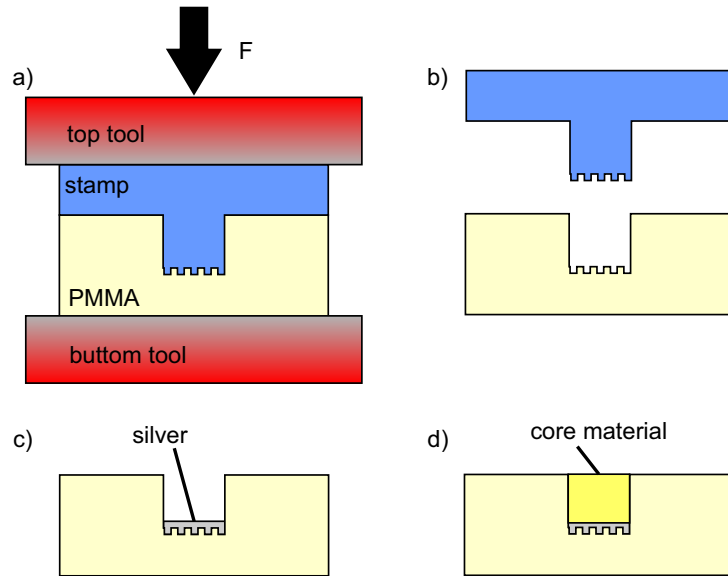 a)
F
top tool
stamp
PMMA
buttom tool
b)
c)
silver
d)
core material